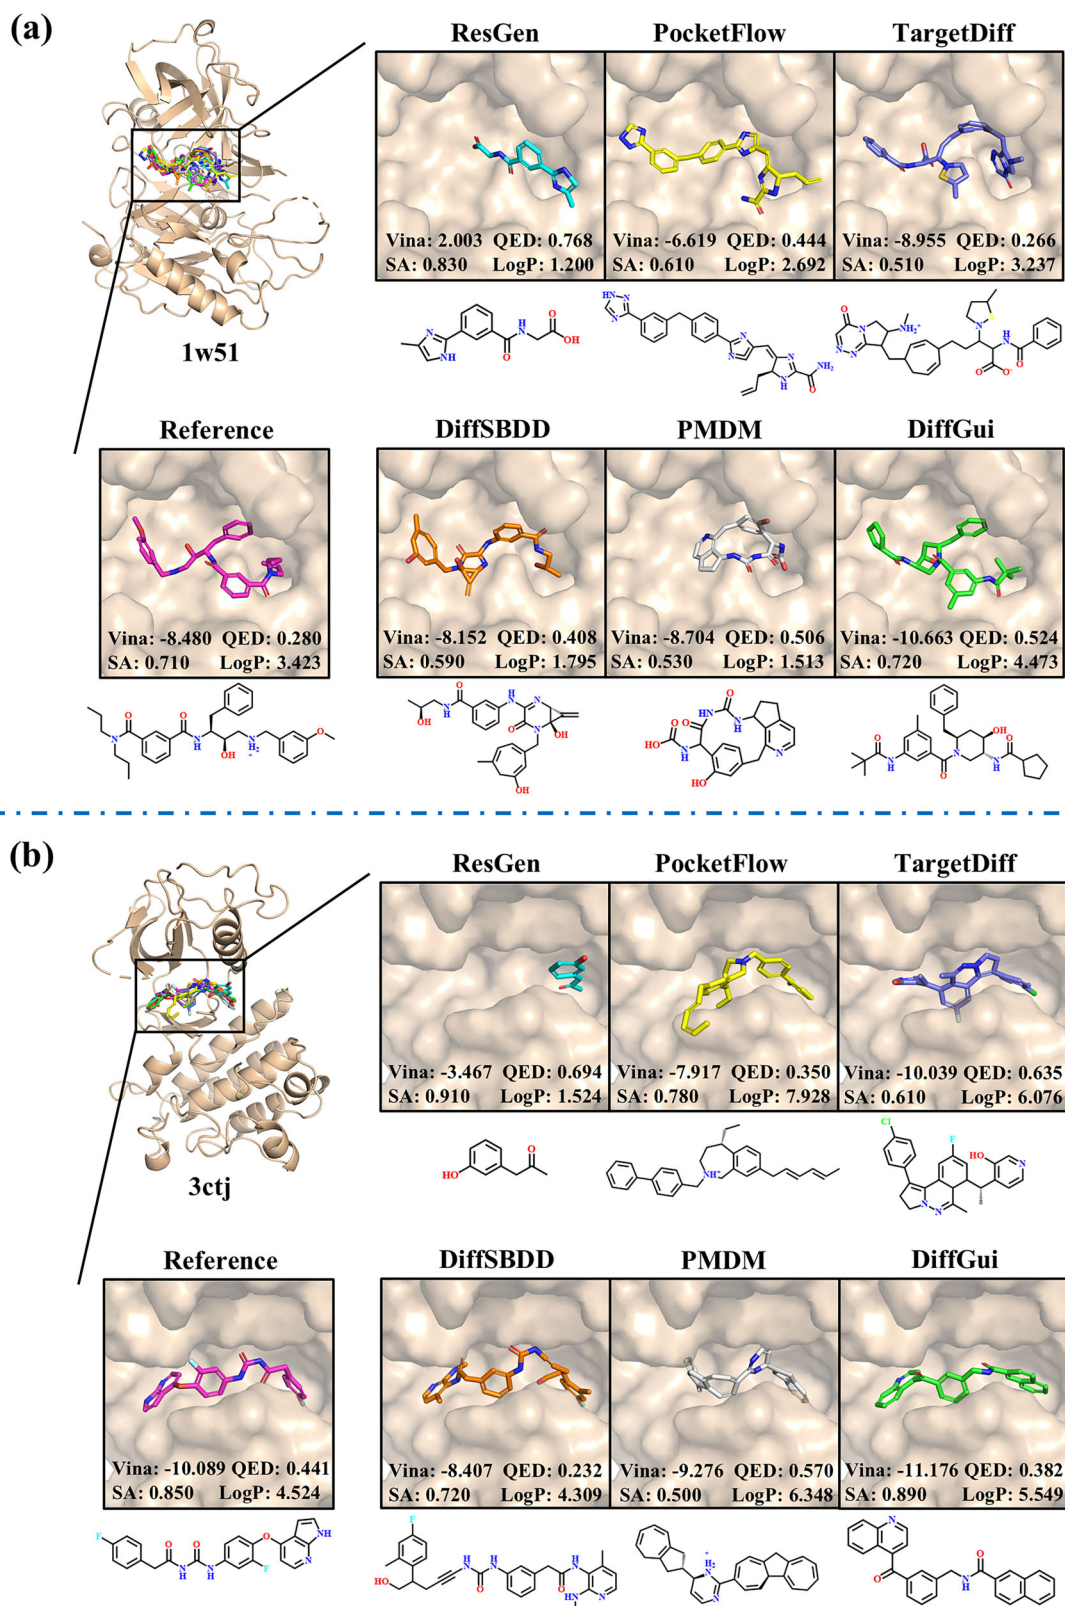 (a)
ResGen PocketFlow TargetDiff
Vina: 2.003 QED: 0.768
SA: 0.830 LogP: 1.200
Vina: -6.619 QED: 0.444
SA: 0.610 LogP: 2.692
Vina: -8.955 QED: 0.266
SA: 0.510 LogP: 3.237
1w51
Reference DiffSBDD PMDM DiffGui
Vina: -8.480 QED: 0.280
SA: 0.710 LogP: 3.423
Vina: -8.152 QED: 0.408
SA: 0.590 LogP: 1.795
Vina: -8.704 QED: 0.506
SA: 0.530 LogP: 1.513
Vina: -10.663 QED: 0.524
SA: 0.720 LogP: 4.473
(b)
ResGen PocketFlow TargetDiff
Vina: -3.467 QED: 0.694
SA: 0.910 LogP: 1.524
Vina: -7.917 QED: 0.350
SA: 0.780 LogP: 7.928
Vina: -10.039 QED: 0.635
SA: 0.610 LogP: 6.076
3ctj
Reference DiffSBDD PMDM DiffGui
Vina: -10.089 QED: 0.441
SA: 0.850 LogP: 4.524
Vina: -8.407 QED: 0.232
SA: 0.720 LogP: 4.309
Vina: -9.276 QED: 0.570
SA: 0.500 LogP: 6.348
Vina: -11.176 QED: 0.382
SA: 0.890 LogP: 5.549